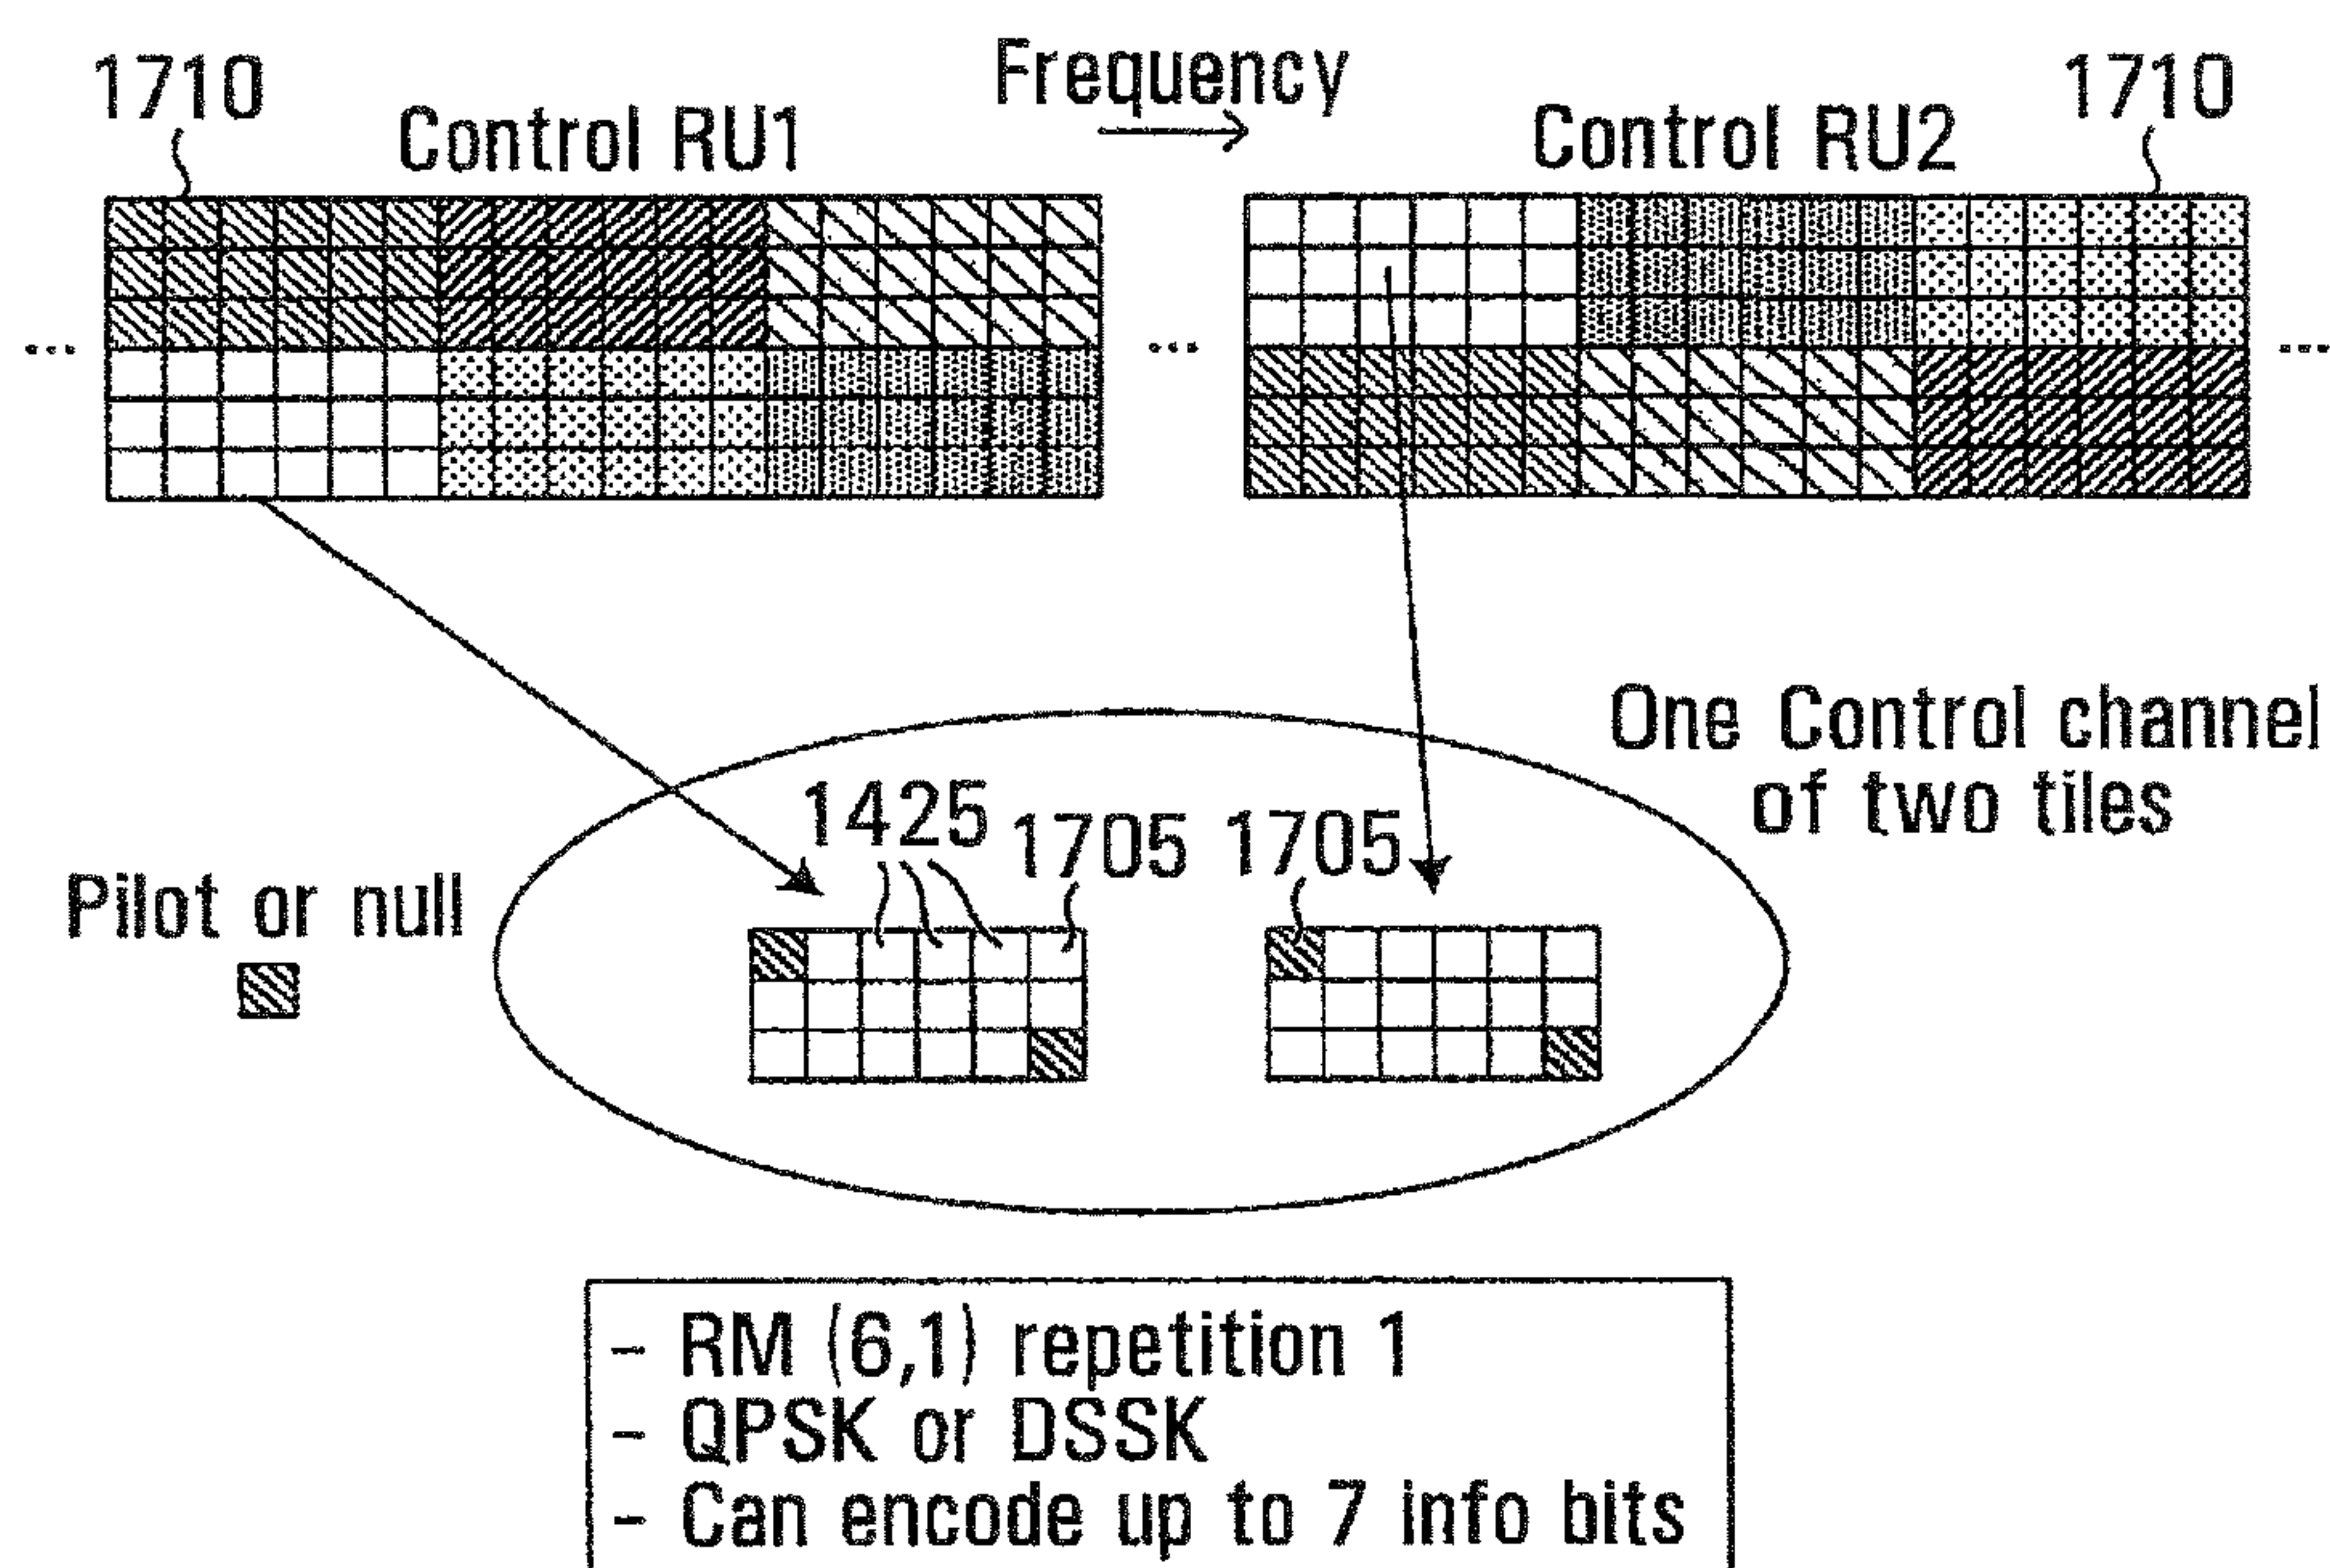 1710
Control RU1
Frequency
Control RU2
1710
...
...
...
One Control channel
of two tiles
1425
1705
1705
Pilot or null
- RM (6,1) repetition 1
- QPSK or DSSK
- Can encode up to 7 info bits